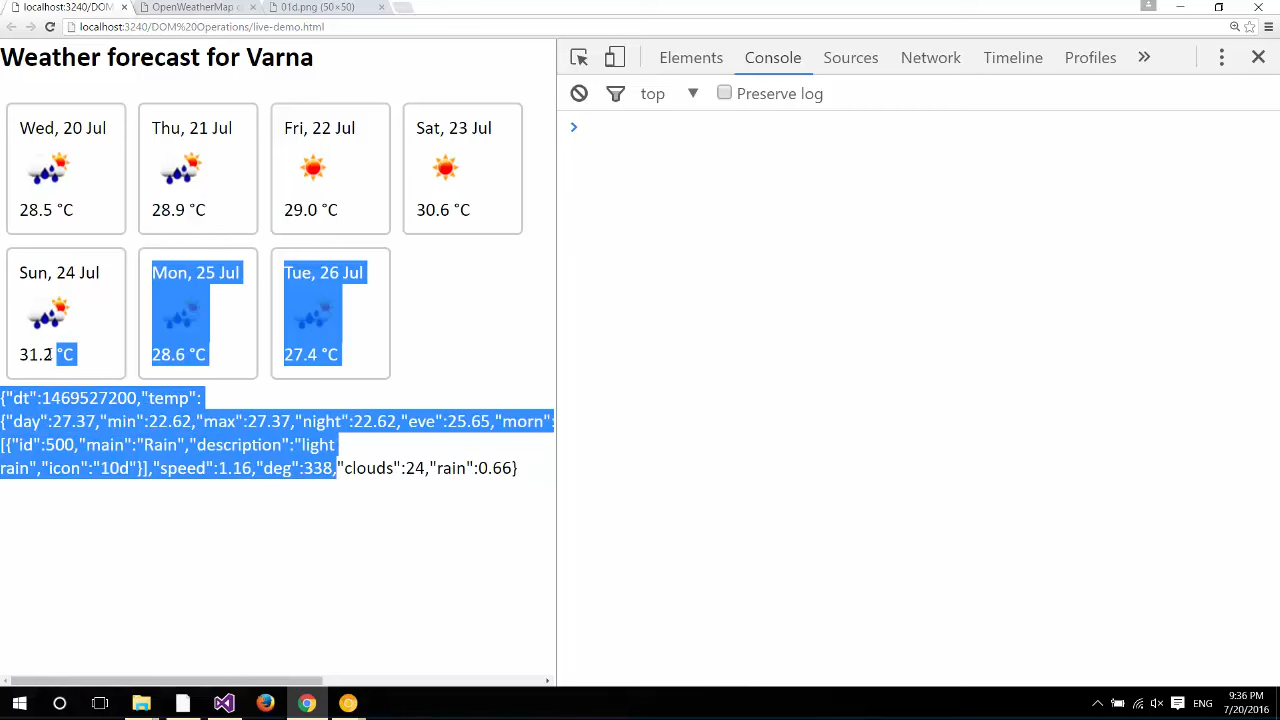 localhost:3240/DOM
OpenWeatherMap
01d.png (50×50)
localhost:3240/DOM%20Operations/live-demo.html
Weather forecast for Varna
Wed, 20 Jul
28.5 °C
Thu, 21 Jul
28.9 °C
Fri, 22 Jul
29.0 °C
Sat, 23 Jul
30.6 °C
Sun, 24 Jul
31.2 °C
Mon, 25 Jul
28.6 °C
Tue, 26 Jul
27.4 °C
{"dt":1469527200,"temp":
{"day":27.37,"min":22.62,"max":27.37,"night":22.62,"eve":25.65,"morn":
[{"id":500,"main":"Rain","description":"light
rain","icon":"10d"}],"speed":1.16,"deg":338,"clouds":24,"rain":0.66}
Elements Console Sources Network Timeline Profiles »
top ▼ Preserve log
>
ENG
9:36 PM
7/20/2016